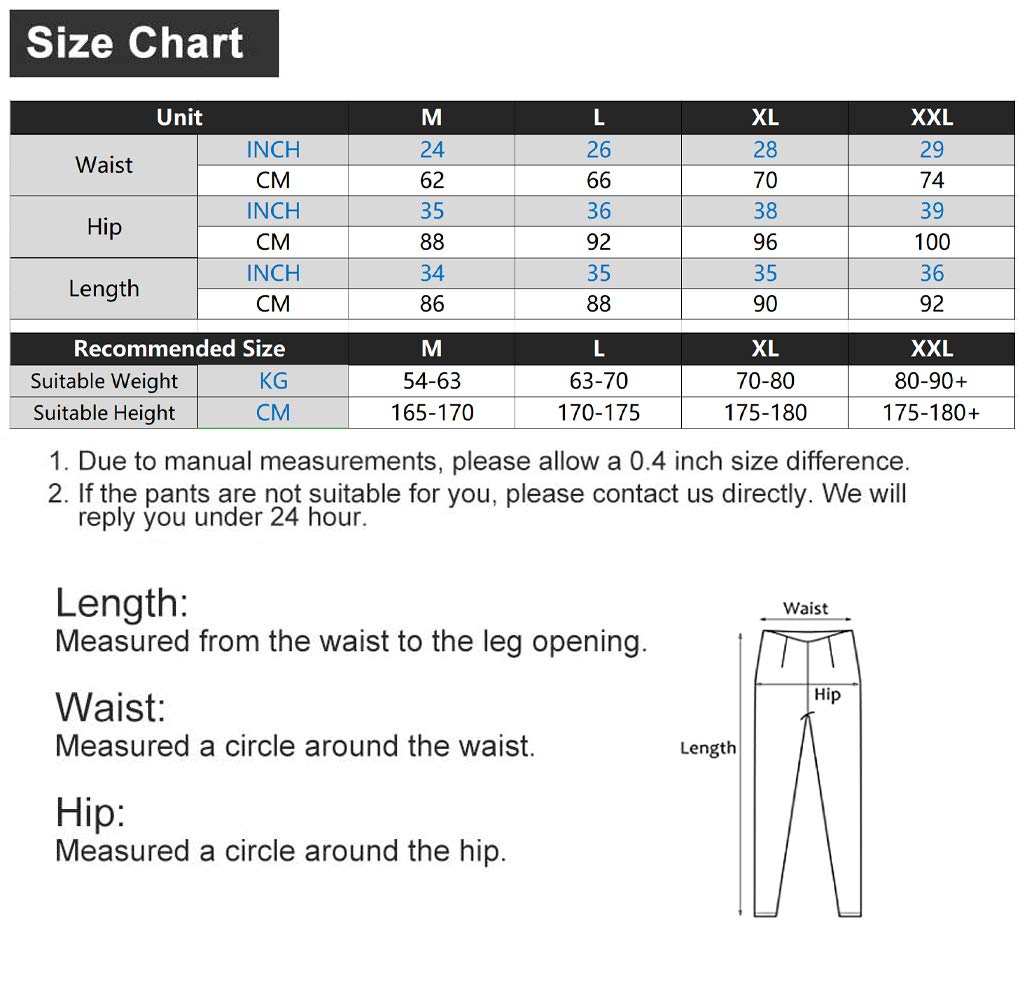 Size Chart
Unit M L XL XXL
Waist INCH 24 26 28 29
CM 62 66 70 74
Hip INCH 35 36 38 39
CM 88 92 96 100
Length INCH 34 35 35 36
CM 86 88 90 92
Recommended Size M L XL XXL
Suitable Weight KG 54-63 63-70 70-80 80-90+
Suitable Height CM 165-170 170-175 175-180 175-180+
1. Due to manual measurements, please allow a 0.4 inch size difference.
2. If the pants are not suitable for you, please contact us directly. We will
reply you under 24 hour.
Length:
Measured from the waist to the leg opening.
Waist:
Measured a circle around the waist.
Hip:
Measured a circle around the hip.
Waist
Hip
Length